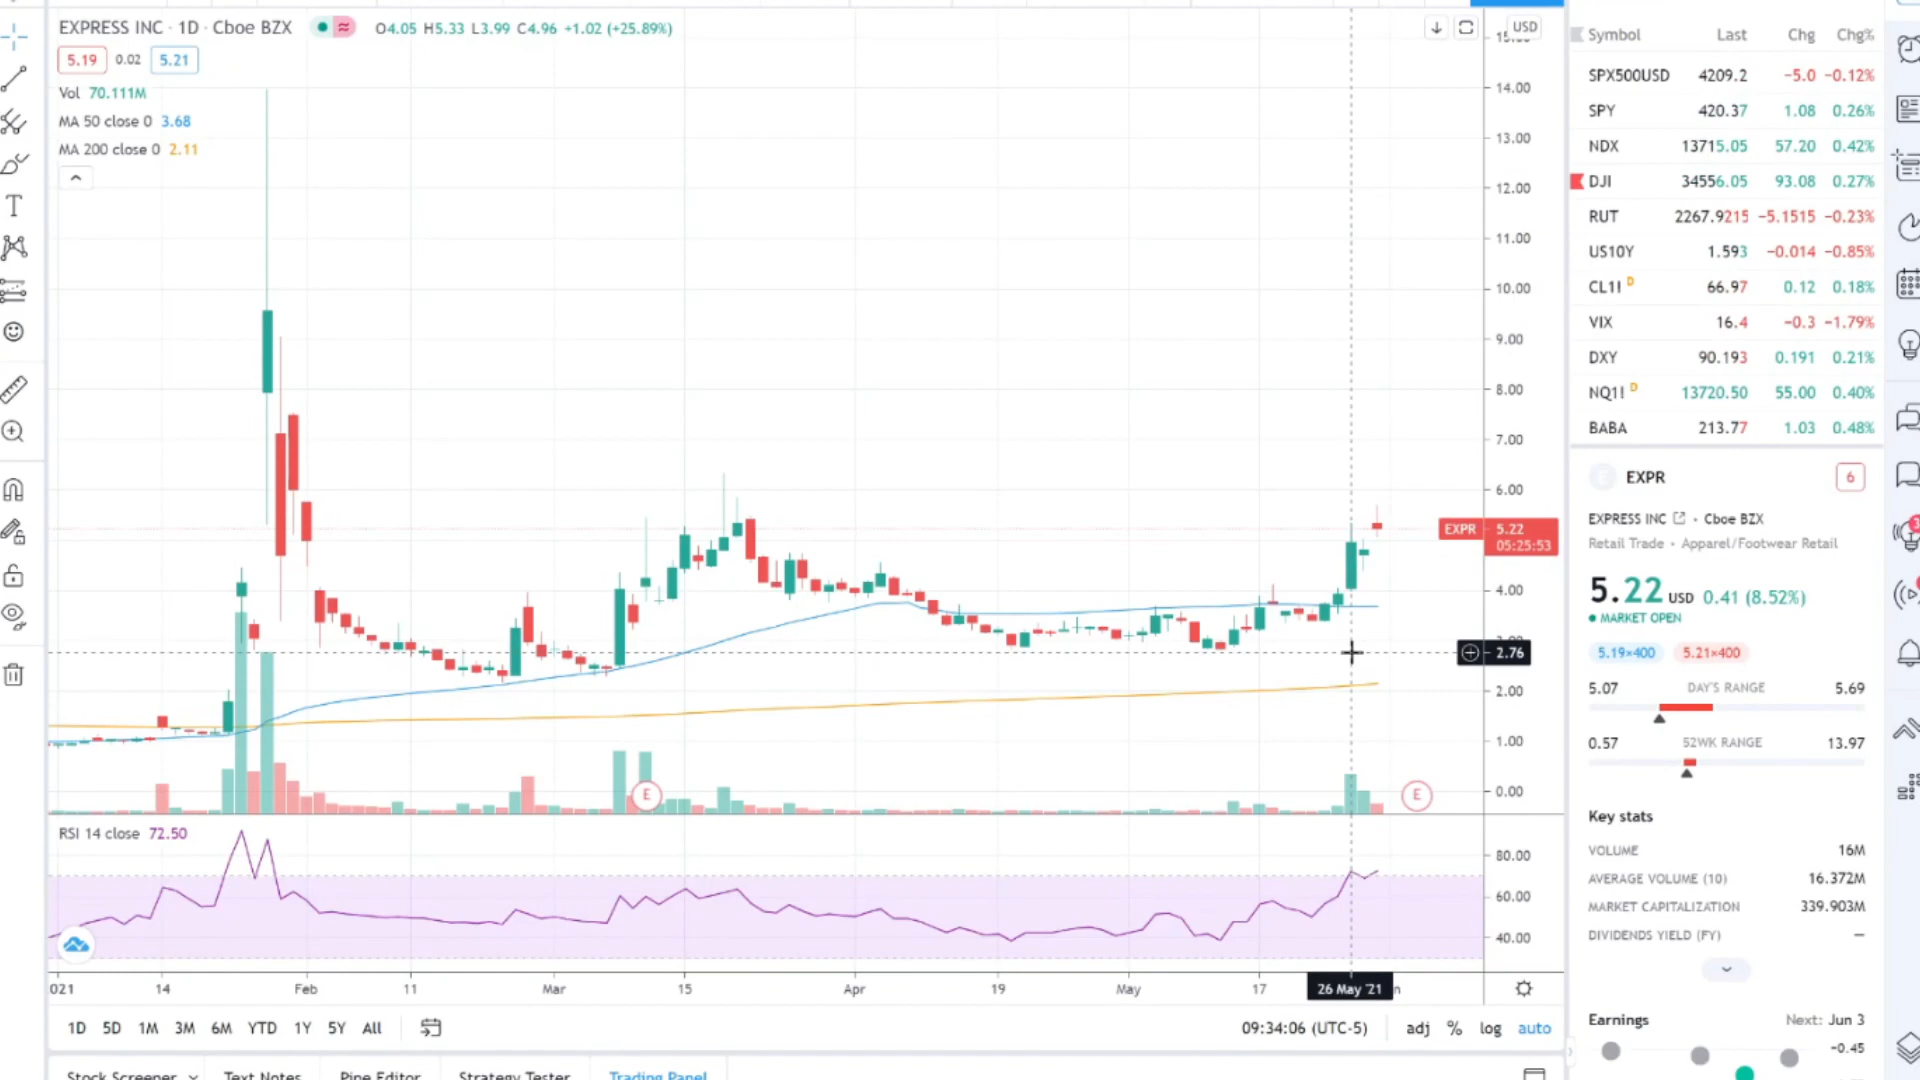 EXPRESS INC · 1D · Cboe BZX
O4.05 H5.33 L3.99 C4.96 +1.02 (+25.89%)
5.19 0.02 5.21
Vol 70.111M
MA 50 close 0 3.68
MA 200 close 0 2.11
USD
14.00
13.00
12.00
11.00
10.00
9.00
8.00
7.00
6.00
EXPR 5.22
05:25:53
4.00
2.76
2.00
1.00
0.00
E
E
RSI 14 close 72.50
80.00
60.00
40.00
021 14 Feb 11 Mar 15 Apr 19 May 17 26 May '21
1D 5D 1M 3M 6M YTD 1Y 5Y All
09:34:06 (UTC-5) adj % log auto
Stock Screener Text Notes Pine Editor Strategy Tester Trading Panel
Symbol Last Chg Chg%
SPX500USD 4209.2 −5.0 −0.12%
SPY 420.37 1.08 0.26%
NDX 13715.05 57.20 0.42%
DJI 34556.05 93.08 0.27%
RUT 2267.9215 −5.1515 −0.23%
US10Y 1.593 −0.014 −0.85%
CL1! D 66.97 0.12 0.18%
VIX 16.4 −0.3 −1.79%
DXY 90.193 0.191 0.21%
NQ1! D 13720.50 55.00 0.40%
BABA 213.77 1.03 0.48%
EXPR 6
EXPRESS INC · Cboe BZX
Retail Trade · Apparel/Footwear Retail
5.22 USD 0.41 (8.52%)
MARKET OPEN
5.19×400 5.21×400
5.07 DAY'S RANGE 5.69
0.57 52WK RANGE 13.97
Key stats
VOLUME 16M
AVERAGE VOLUME (10) 16.372M
MARKET CAPITALIZATION 339.903M
DIVIDENDS YIELD (FY) —
Earnings Next: Jun 3
−0.45